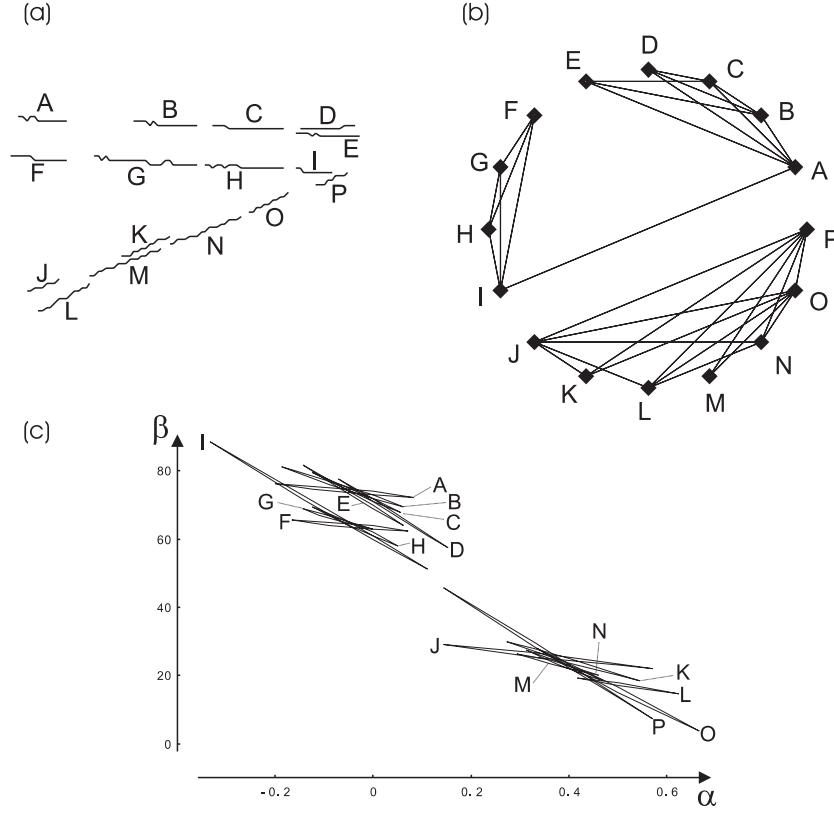 (a)
A B C D
E
F G H I
P
O
K N
M
J
L
(b)
D
E C
F B
G A
H P
I O
J N
K M
L
(c)
β
I
80 A
G E B
F C
60 H D
40
N
J
20 M K
L
P O
0
-0.2 0 0.2 0.4 0.6
α